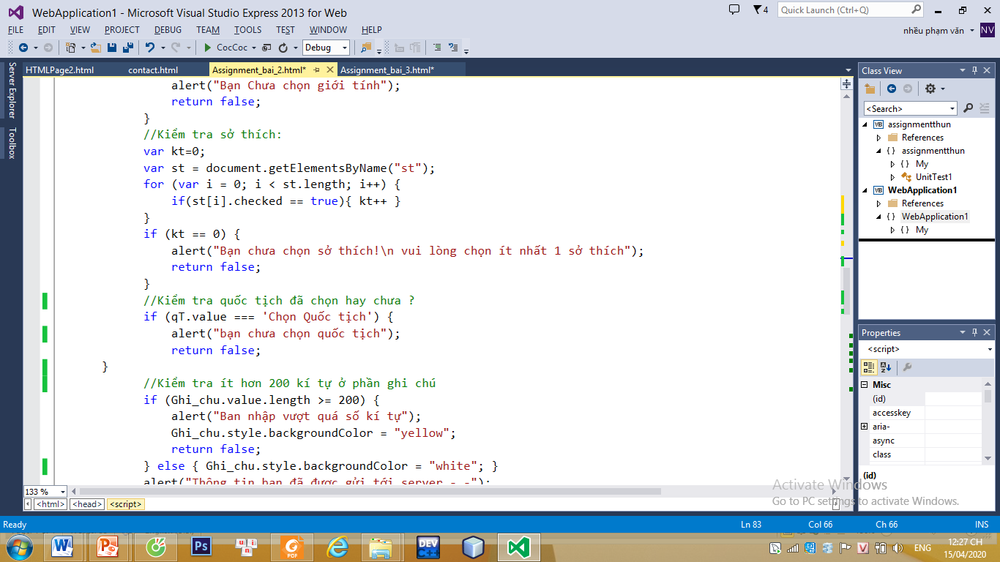 WebApplication1 - Microsoft Visual Studio Express 2013 for Web
4
Quick Launch (Ctrl+Q)
FILE EDIT VIEW PROJECT DEBUG TEAM TOOLS TEST WINDOW HELP
nhều phạm văn NV
CocCoc Debug
Server Explorer
Toolbox
HTMLPage2.html contact.html Assignment_bai_2.html* Assignment_bai_3.html*
alert("Bạn Chưa chọn giới tính");
return false;
}
//Kiểm tra sở thích:
var kt=0;
var st = document.getElementsByName("st");
for (var i = 0; i < st.length; i++) {
if(st[i].checked == true){ kt++ }
}
if (kt == 0) {
alert("Bạn chưa chọn sở thích!\n vui lòng chọn ít nhất 1 sở thích");
return false;
}
//Kiểm tra quốc tịch đã chọn hay chưa ?
if (qT.value === 'Chọn Quốc tịch') {
alert("bạn chưa chọn quốc tịch");
return false;
}
//Kiểm tra ít hơn 200 kí tự ở phần ghi chú
if (Ghi_chu.value.length >= 200) {
alert("Ban nhập vượt quá số kí tự");
Ghi_chu.style.backgroundColor = "yellow";
return false;
} else { Ghi_chu.style.backgroundColor = "white"; }
alert("Thông tin bạn đã được gửi tới server - -");
133 %
<html> <head> <script>
Class View
<Search>
assignmentthun
References
assignmentthun
My
UnitTest1
WebApplication1
References
WebApplication1
My
Properties
<script>
Misc
(id)
accesskey
aria-
async
class
(id)
Activate Windows
Go to PC settings to activate Windows.
Ready Ln 83 Col 66 Ch 66 INS
ENG
12:27 CH
15/04/2020